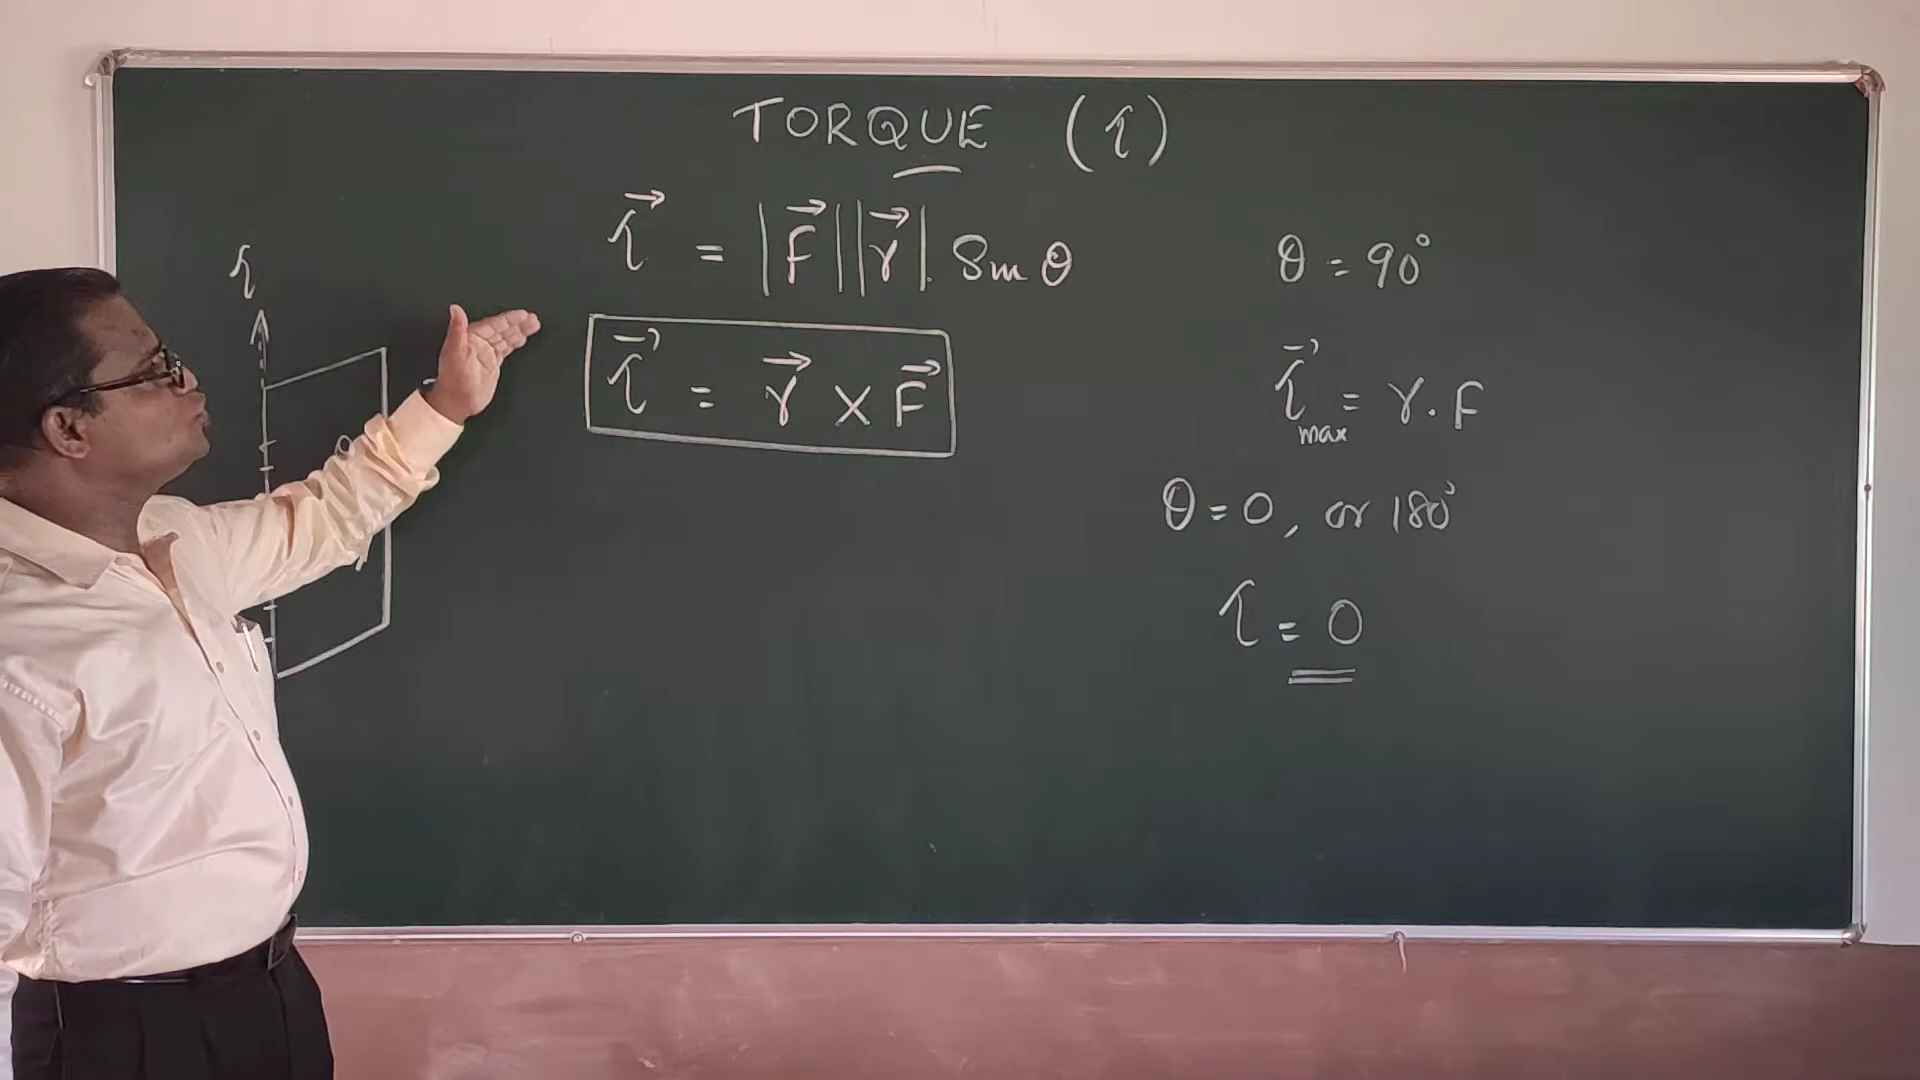 TORQUE (τ)
τ⃗ = |F⃗||r⃗|. Sin θ
τ⃗ = r⃗ × F⃗
τ
θ = 90°
τ⃗max = r . F
θ = 0, or 180°
τ = 0